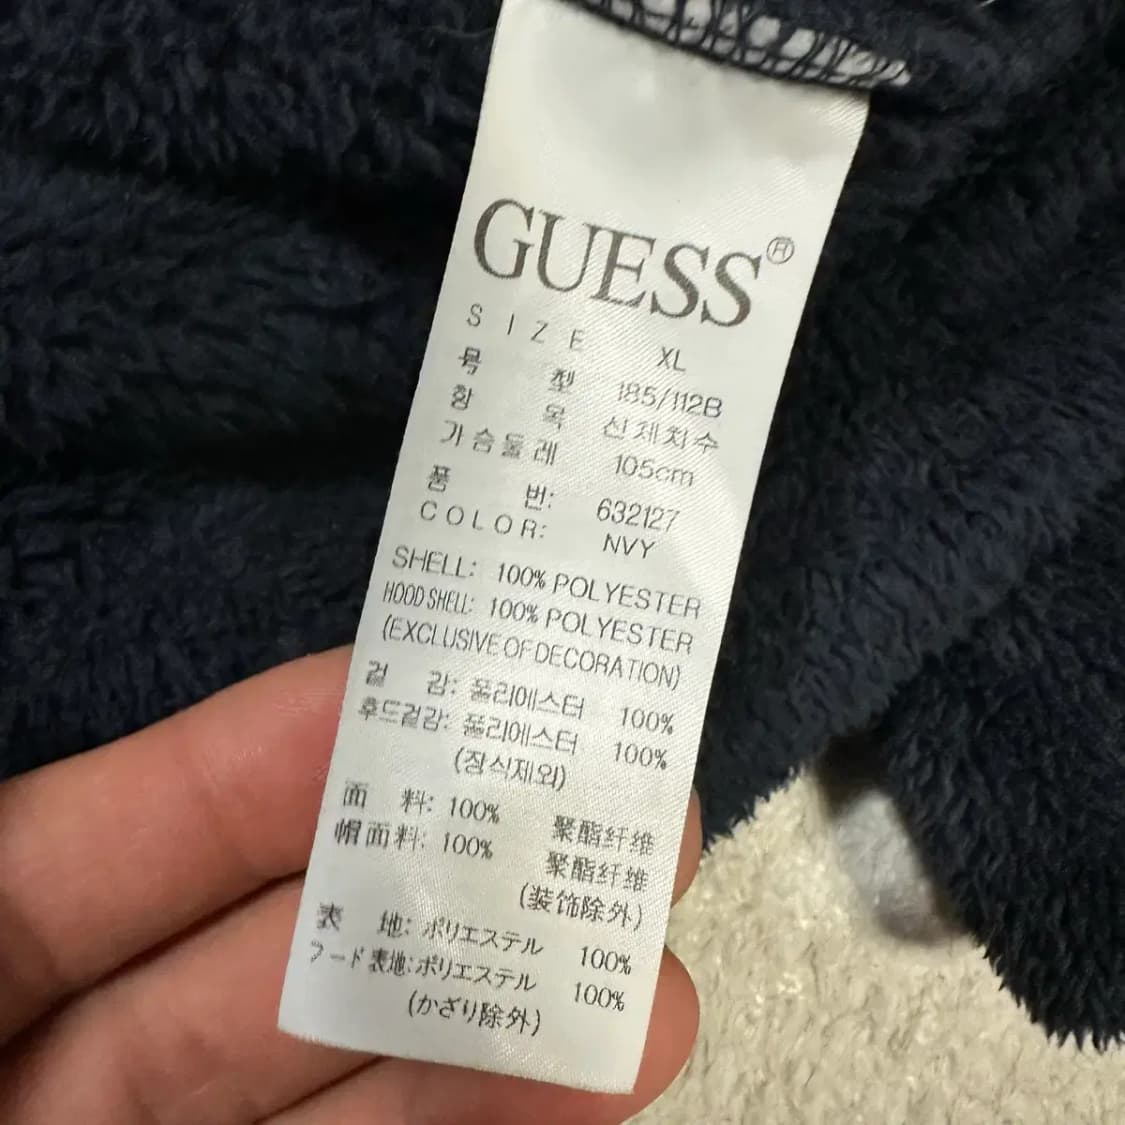 GUESS®
SIZE XL
号型 185/112B
항목 신체치수
가슴둘레 105cm
품번: 632127
COLOR: NVY
SHELL: 100% POLYESTER
HOOD SHELL: 100% POLYESTER
(EXCLUSIVE OF DECORATION)
겉감: 폴리에스터 100%
후드겉감: 폴리에스터 100%
(장식제외)
面料: 100% 聚酯纤维
帽面料: 100% 聚酯纤维
(装饰除外)
表地: ポリエステル 100%
フード表地: ポリエステル 100%
(かざり除外)